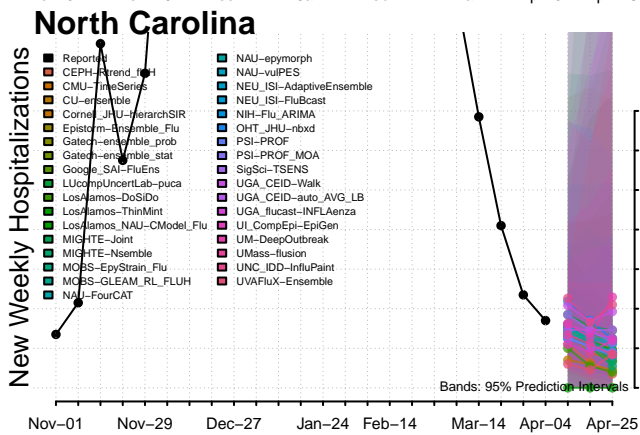 North Carolina
New Weekly Hospitalizations
Reported
CEPH−Rtrend_fluH
CMU−TimeSeries
CU−ensemble
Cornell_JHU−hierarchSIR
Epistorm−Ensemble_Flu
Gatech−ensemble_prob
Gatech−ensemble_stat
Google_SAI−FluEns
LUcompUncertLab−puca
LosAlamos−DoSiDo
LosAlamos−ThinMint
LosAlamos_NAU−CModel_Flu
MIGHTE−Joint
MIGHTE−Nsemble
MOBS−EpyStrain_Flu
MOBS−GLEAM_RL_FLUH
NAU−FourCAT
NAU−epymorph
NAU−vulPES
NEU_ISI−AdaptiveEnsemble
NEU_ISI−FluBcast
NIH−Flu_ARIMA
OHT_JHU−nbxd
PSI−PROF
PSI−PROF_MOA
SigSci−TSENS
UGA_CEID−Walk
UGA_CEID−auto_AVG_LB
UGA_flucast−INFLAenza
UI_CompEpi−EpiGen
UM−DeepOutbreak
UMass−flusion
UNC_IDD−InfluPaint
UVAFluX−Ensemble
Bands: 95% Prediction Intervals
Nov−01 Nov−29 Dec−27 Jan−24 Feb−14 Mar−14 Apr−04 Apr−25